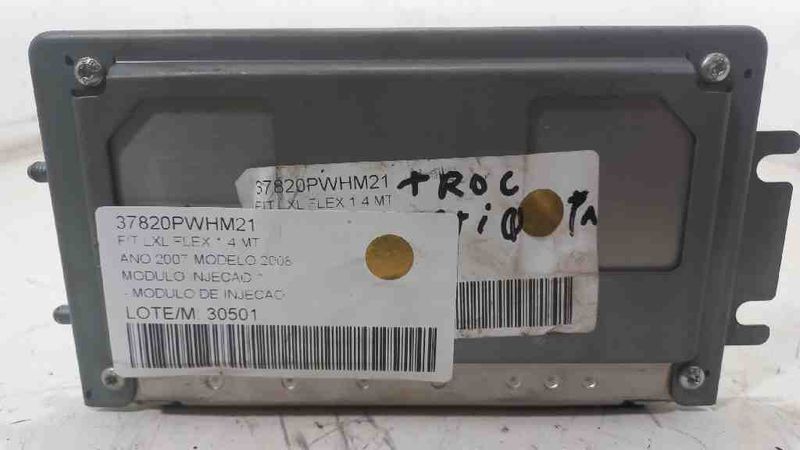 37820PWHM21
FIT LXL FLEX 1.4 MT
+ TROC
37820PWHM21
FIT LXL FLEX 1.4 MT
ANO 2007 MODELO 2008
MODULO INJECAO *
- MODULO DE INJECAO
LOTE/M: 30501